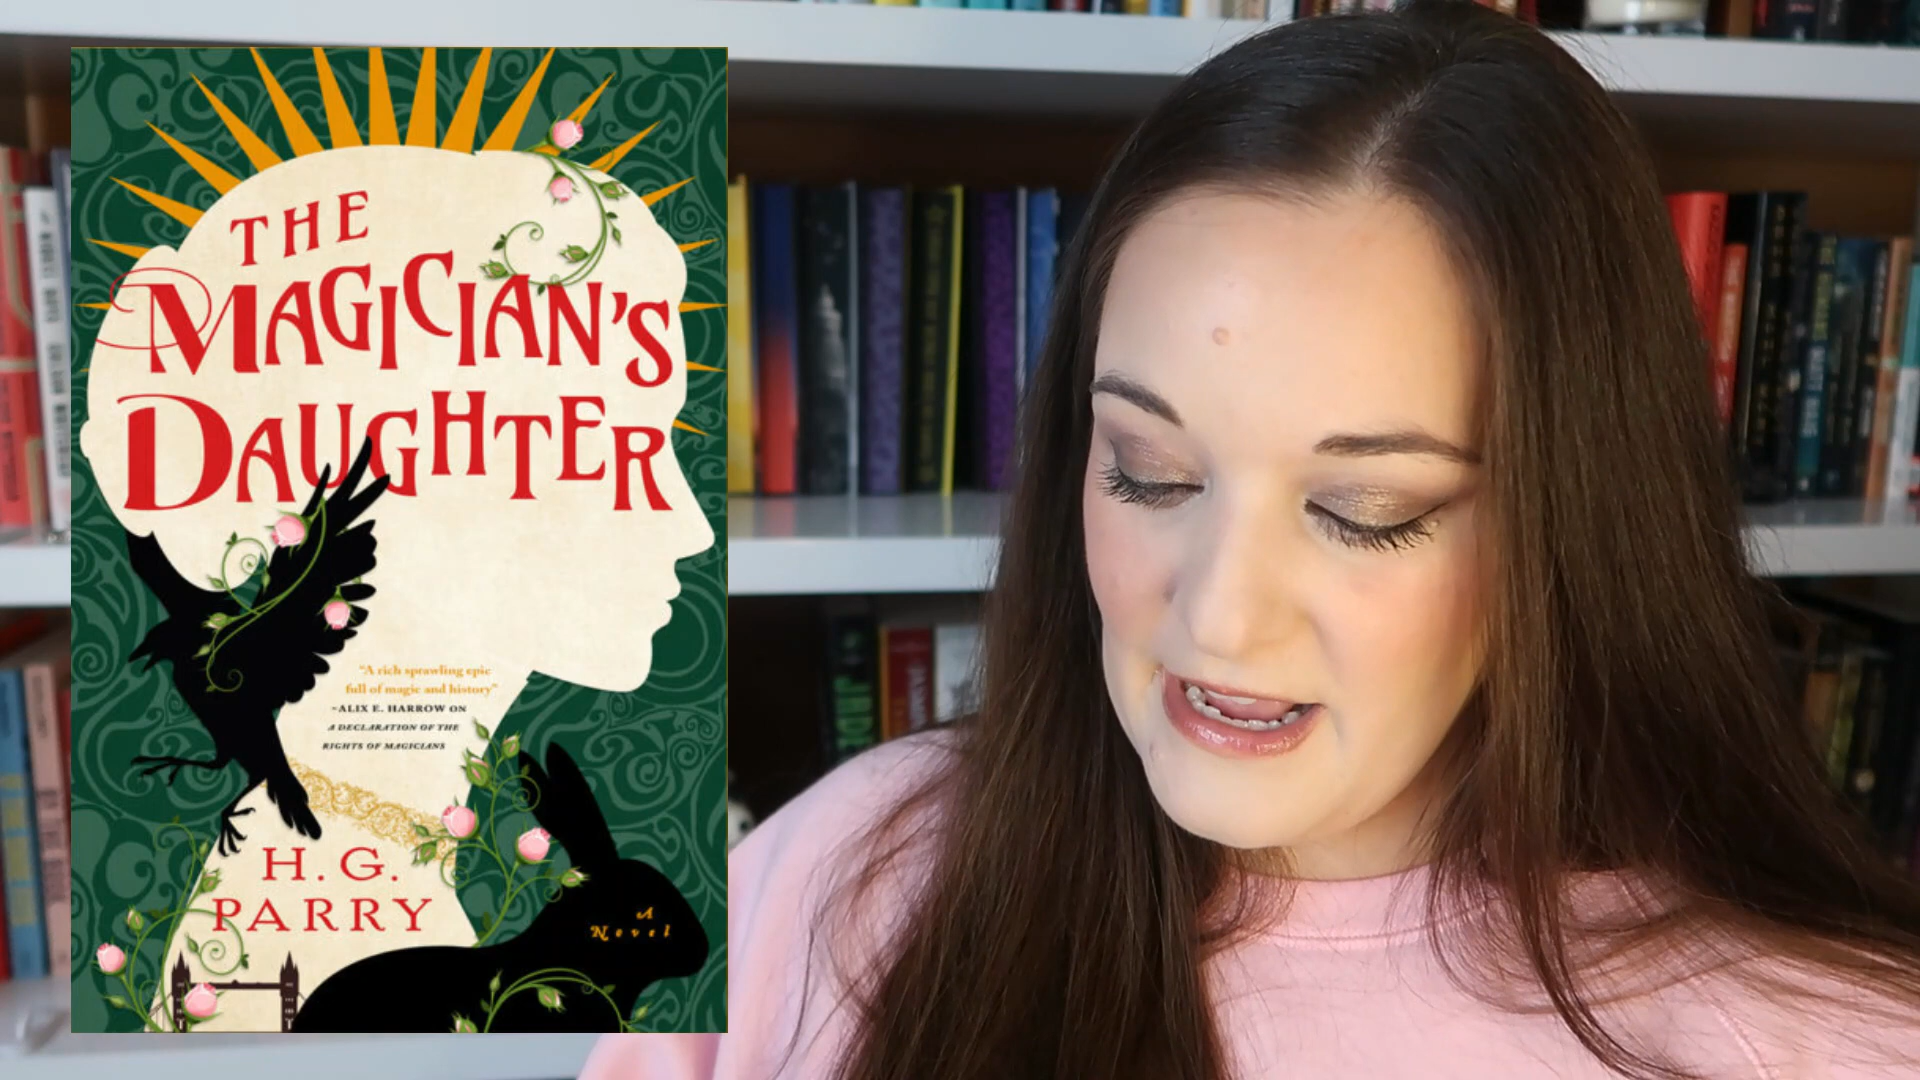 THE
MAGICIAN'S
DAUGHTER
"A rich sprawling epic
full of magic and history"
~ALIX E. HARROW ON
A DECLARATION OF THE
RIGHTS OF MAGICIANS
H. G.
PARRY
A
Novel